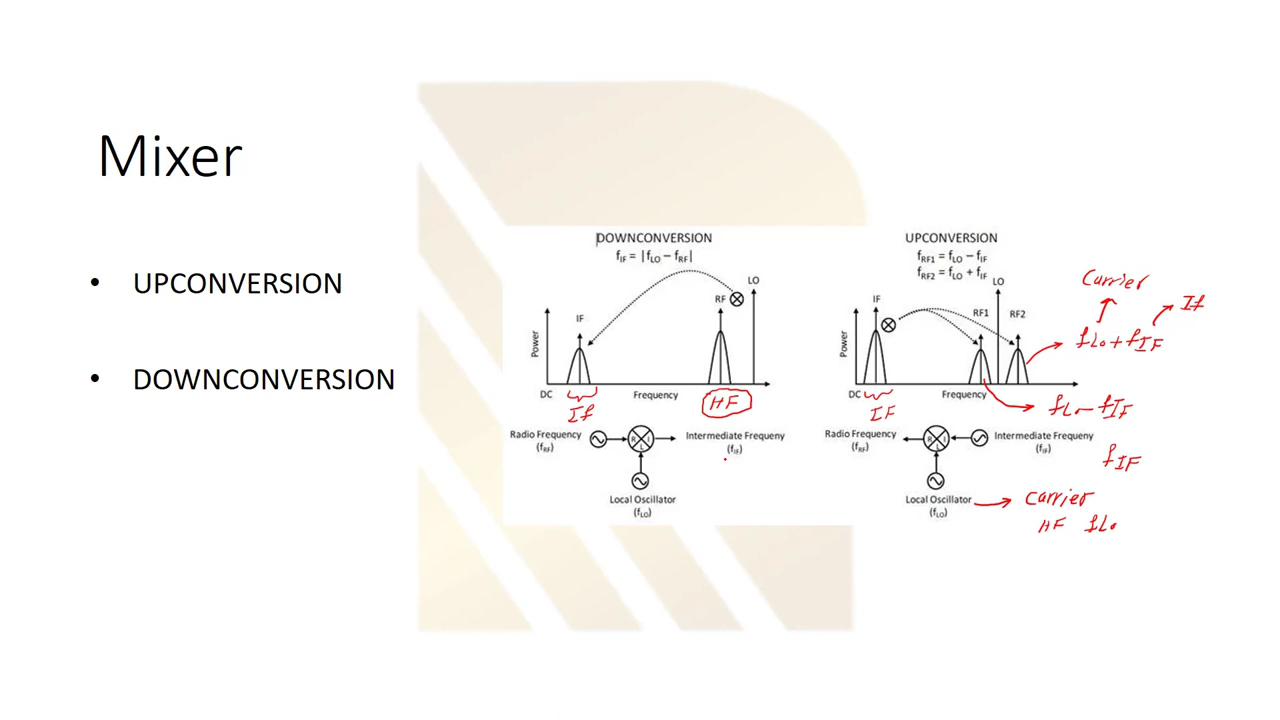 Mixer
• UPCONVERSION
• DOWNCONVERSION
DOWNCONVERSION
fIF = |fLO – fRF|
LO
RF
IF
Power
DC
Frequency
If
HF
Radio Frequency
(fRF)
R
I
L
Intermediate Frequeny
(fIF)
Local Oscillator
(fLO)
UPCONVERSION
fRF1 = fLO – fIF
fRF2 = fLO + fIF
LO
IF
RF1
RF2
Power
DC
Frequency
IF
Carrier
If
fLo + fIF
fLo – fIF
Radio Frequency
(fRF)
R
I
L
Intermediate Frequeny
(fIF)
fIF
Local Oscillator
(fLO)
Carrier
HF fLo